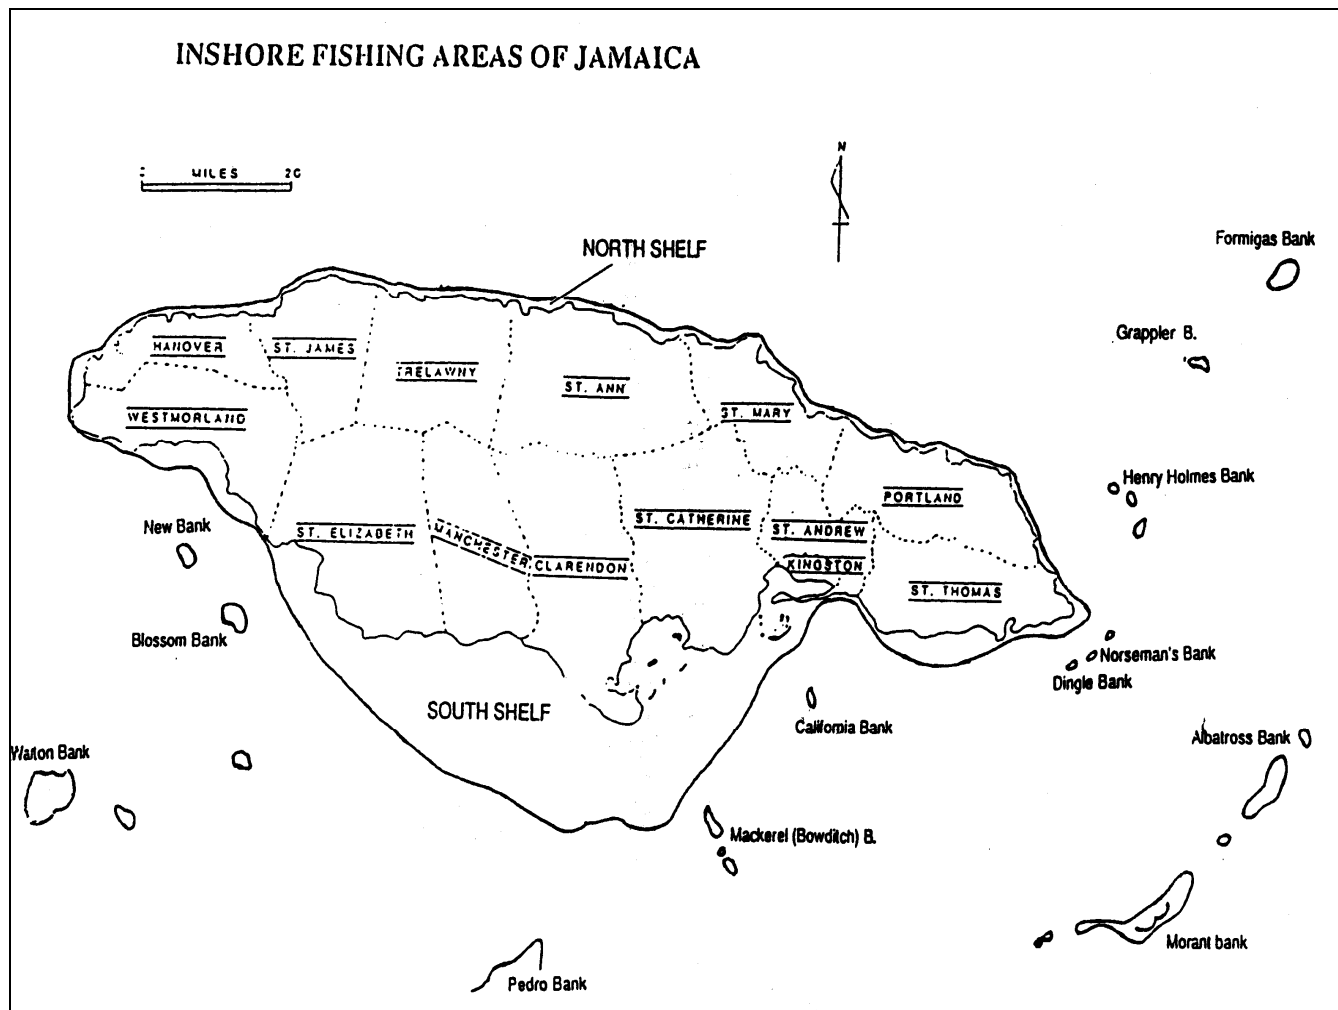 INSHORE FISHING AREAS OF JAMAICA
MILES 20
N
NORTH SHELF
Formigas Bank
Grappler B.
HANOVER
ST. JAMES
TRELAWNY
ST. ANN
WESTMORLAND
ST. MARY
Henry Holmes Bank
PORTLAND
New Bank
ST. ELIZABETH
MANCHESTER
CLARENDON
ST. CATHERINE
ST. ANDREW
KINGSTON
ST. THOMAS
Blossom Bank
Norseman's Bank
Dingle Bank
SOUTH SHELF
California Bank
Albatross Bank
Walton Bank
Mackerel (Bowditch) B.
Morant bank
Pedro Bank